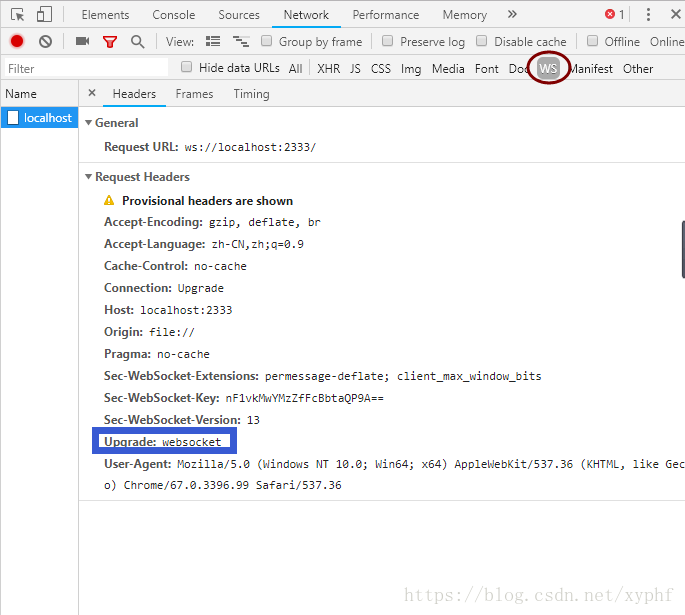 Elements Console Sources Network Performance Memory » 1
View: Group by frame Preserve log Disable cache Offline Online
Filter Hide data URLs All XHR JS CSS Img Media Font Doc WS Manifest Other
Name × Headers Frames Timing
localhost
General
Request URL: ws://localhost:2333/
Request Headers
Provisional headers are shown
Accept-Encoding: gzip, deflate, br
Accept-Language: zh-CN,zh;q=0.9
Cache-Control: no-cache
Connection: Upgrade
Host: localhost:2333
Origin: file://
Pragma: no-cache
Sec-WebSocket-Extensions: permessage-deflate; client_max_window_bits
Sec-WebSocket-Key: nF1vkMwYMzZfFcBbtaQP9A==
Sec-WebSocket-Version: 13
Upgrade: websocket
User-Agent: Mozilla/5.0 (Windows NT 10.0; Win64; x64) AppleWebKit/537.36 (KHTML, like Gec
o) Chrome/67.0.3396.99 Safari/537.36
https://blog.csdn.net/xyphf